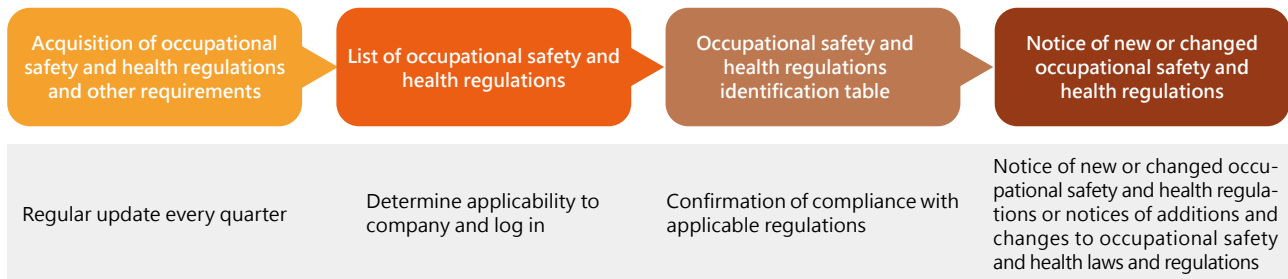 Acquisition of occupational
safety and health regulations
and other requirements
List of occupational safety and
health regulations
Occupational safety and
health regulations
identification table
Notice of new or changed
occupational safety and
health regulations
Regular update every quarter
Determine applicability to
company and log in
Confirmation of compliance with
applicable regulations
Notice of new or changed occu-
pational safety and health regula-
tions or notices of additions and
changes to occupational safety
and health laws and regulations